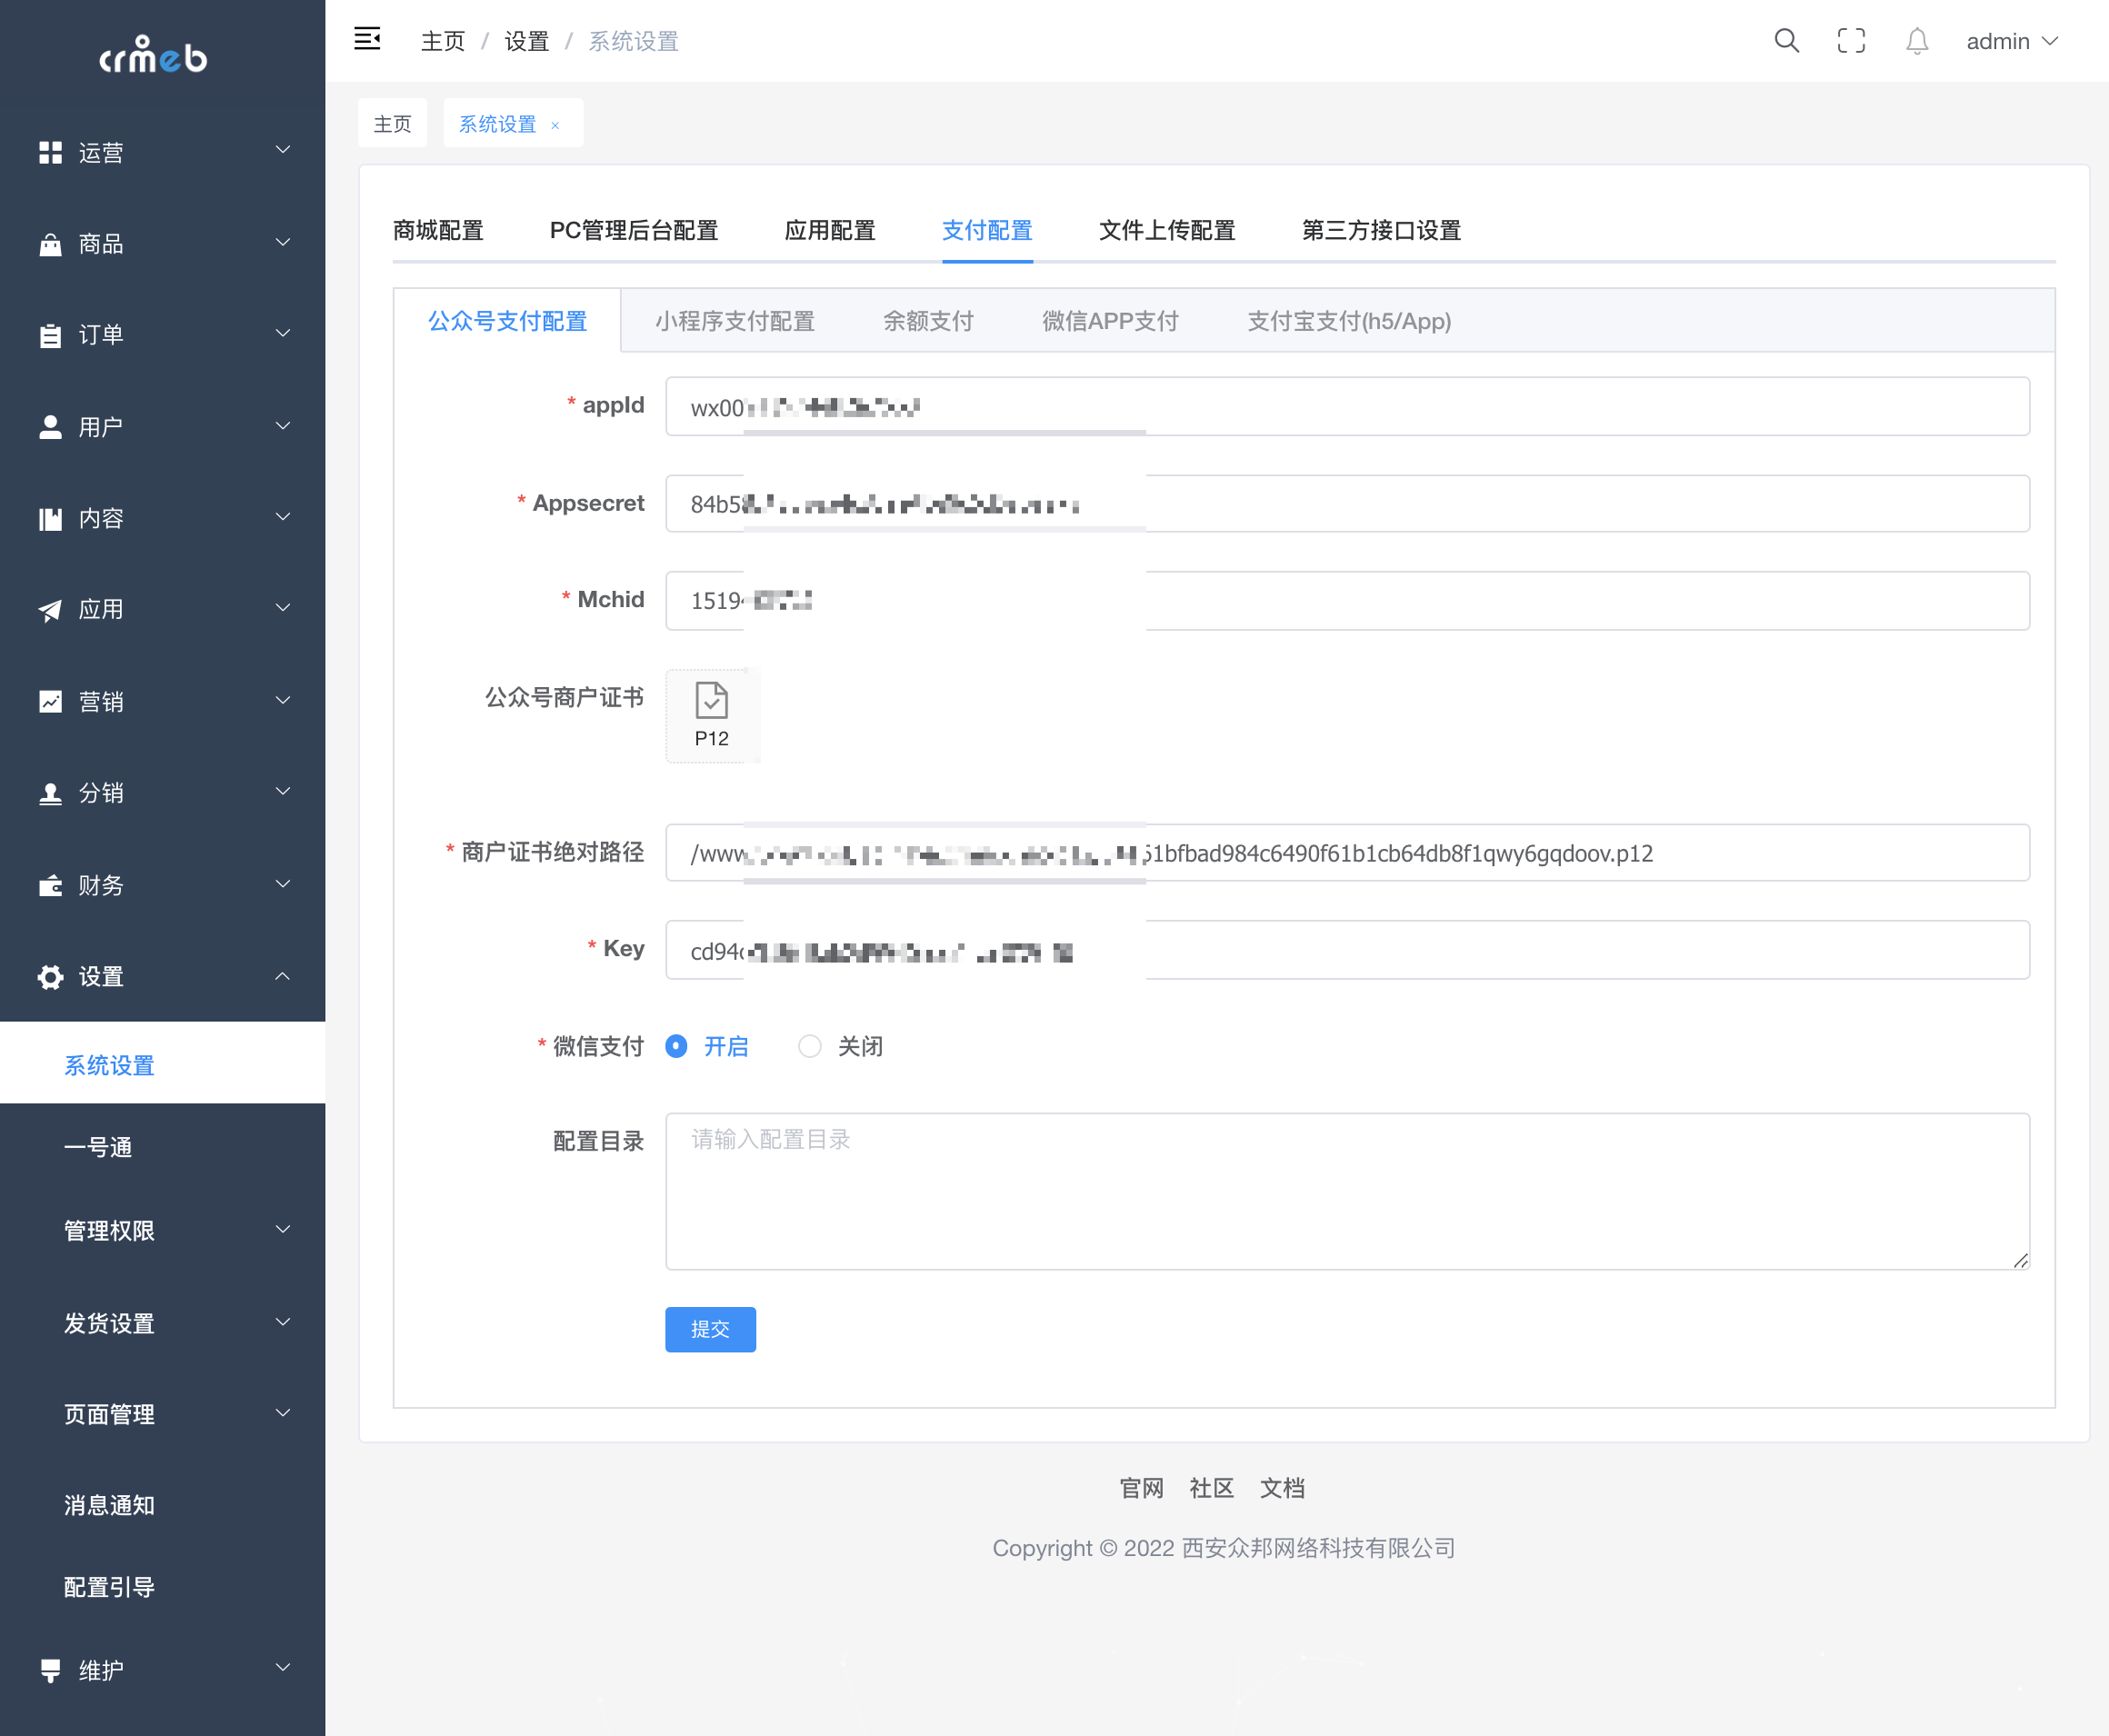 crmeb
主页 / 设置 / 系统设置
admin
主页
系统设置 ×
运营
商品
订单
用户
内容
应用
营销
分销
财务
设置
系统设置
一号通
管理权限
发货设置
页面管理
消息通知
配置引导
维护
商城配置 PC管理后台配置 应用配置 支付配置 文件上传配置 第三方接口设置
公众号支付配置 小程序支付配置 余额支付 微信APP支付 支付宝支付(h5/App)
* appId wx00
* Appsecret 84b5
* Mchid 1519
公众号商户证书
P12
* 商户证书绝对路径 /www 51bfbad984c6490f61b1cb64db8f1qwy6gqdoov.p12
* Key cd94
* 微信支付 开启 关闭
配置目录 请输入配置目录
提交
官网 社区 文档
Copyright © 2022 西安众邦网络科技有限公司